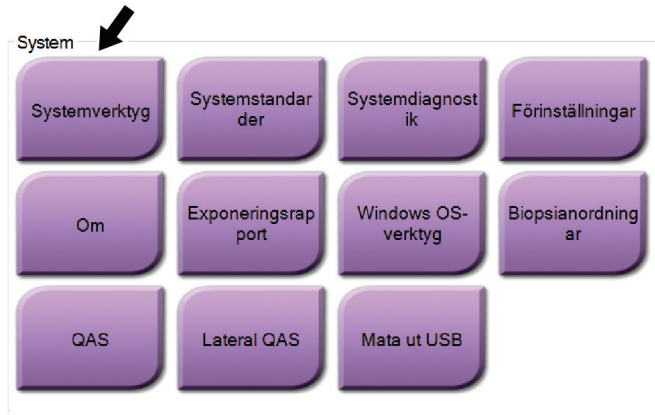 System
Systemverktyg
Systemstandar
der
Systemdiagnost
ik
Förinställningar
Om
Exponeringsrap
port
Windows OS-
verktyg
Biopsianordning
ar
QAS
Lateral QAS
Mata ut USB